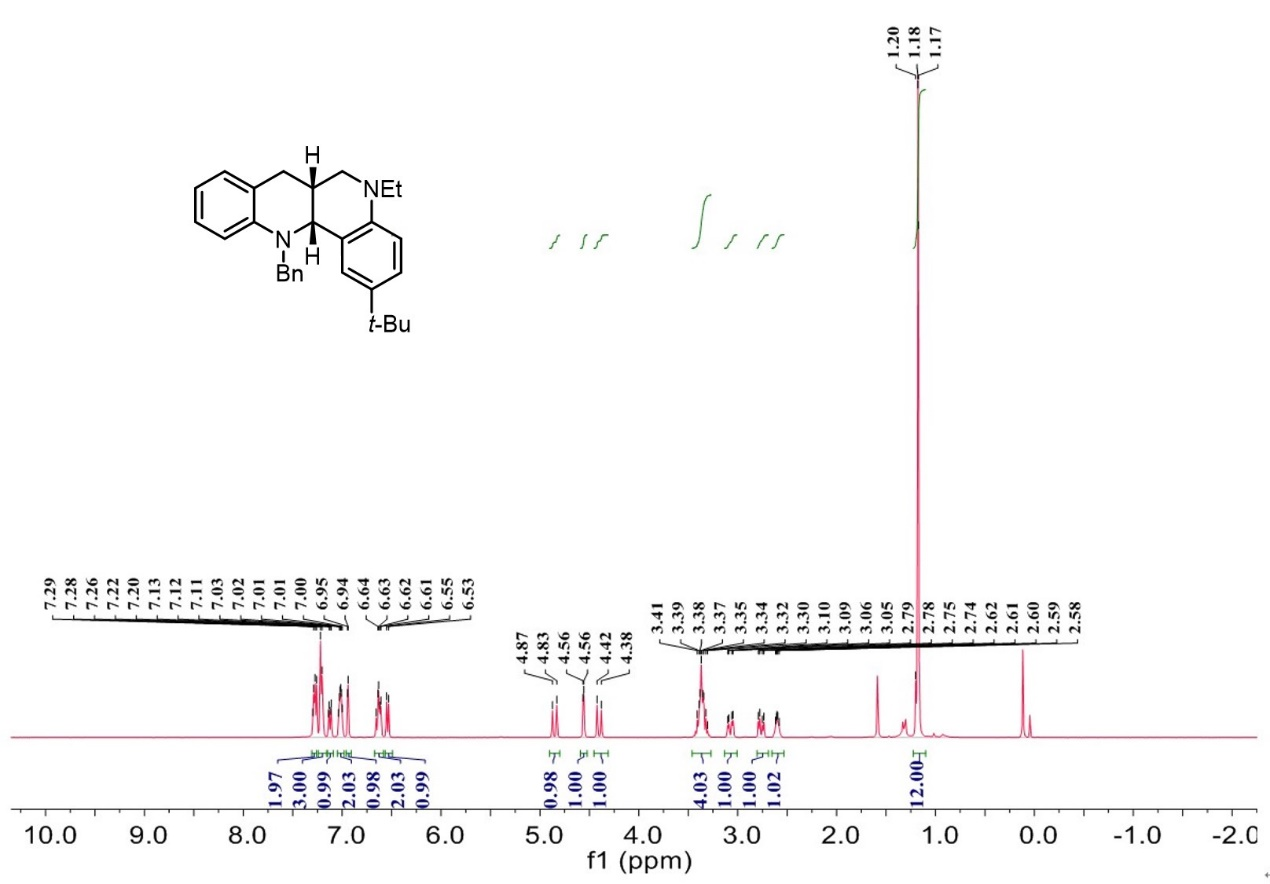 1.20
1.18
1.17
H
N Et
N
H
Bn
t-Bu
7.29 7.28 7.26 7.22 7.20 7.13 7.12 7.11 7.03 7.02 7.01 7.01 7.00 6.95 6.94 6.64 6.63 6.62 6.61 6.55 6.53
4.87 4.83 4.56 4.56 4.42 4.38
3.41 3.39 3.38 3.37 3.35 3.34 3.32 3.30 3.10 3.09 3.06 3.05 2.79 2.78 2.75 2.74 2.62 2.61 2.60 2.59 2.58
1.97 3.00 0.99 2.03 0.98 2.03 0.99 0.98 1.00 1.00 4.03 1.00 1.00 1.02 12.00
10.0 9.0 8.0 7.0 6.0 5.0 4.0 3.0 2.0 1.0 0.0 -1.0 -2.0
f1 (ppm)